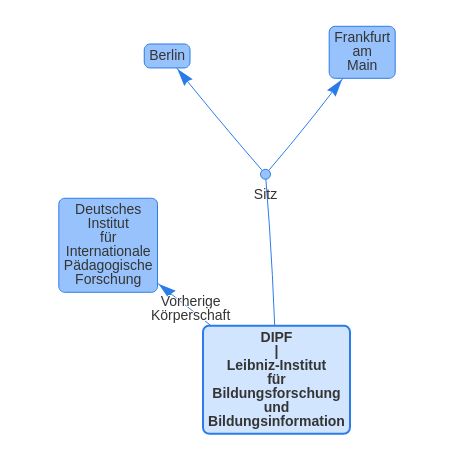 Berlin
Frankfurt
am
Main
Sitz
Deutsches
Institut
für
Internationale
Pädagogische
Forschung
Vorherige
Körperschaft
DIPF
|
Leibniz-Institut
für
Bildungsforschung
und
Bildungsinformation